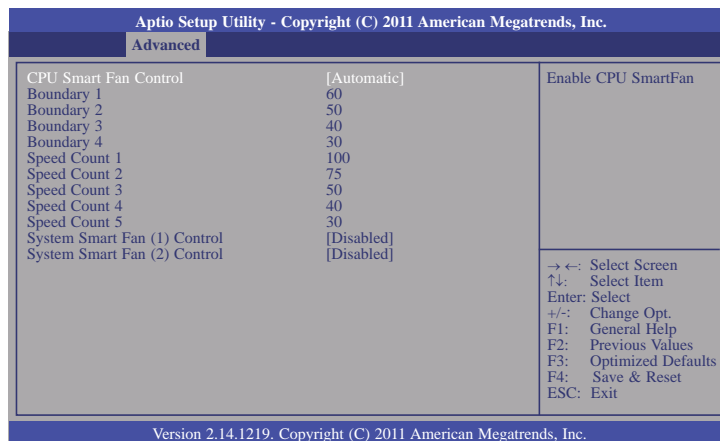 Aptio Setup Utility - Copyright (C) 2011 American Megatrends, Inc.
Advanced
CPU Smart Fan Control [Automatic]
Boundary 1 60
Boundary 2 50
Boundary 3 40
Boundary 4 30
Speed Count 1 100
Speed Count 2 75
Speed Count 3 50
Speed Count 4 40
Speed Count 5 30
System Smart Fan (1) Control [Disabled]
System Smart Fan (2) Control [Disabled]
Enable CPU SmartFan
→←: Select Screen
↑↓: Select Item
Enter: Select
+/-: Change Opt.
F1: General Help
F2: Previous Values
F3: Optimized Defaults
F4: Save & Reset
ESC: Exit
Version 2.14.1219. Copyright (C) 2011 American Megatrends, Inc.